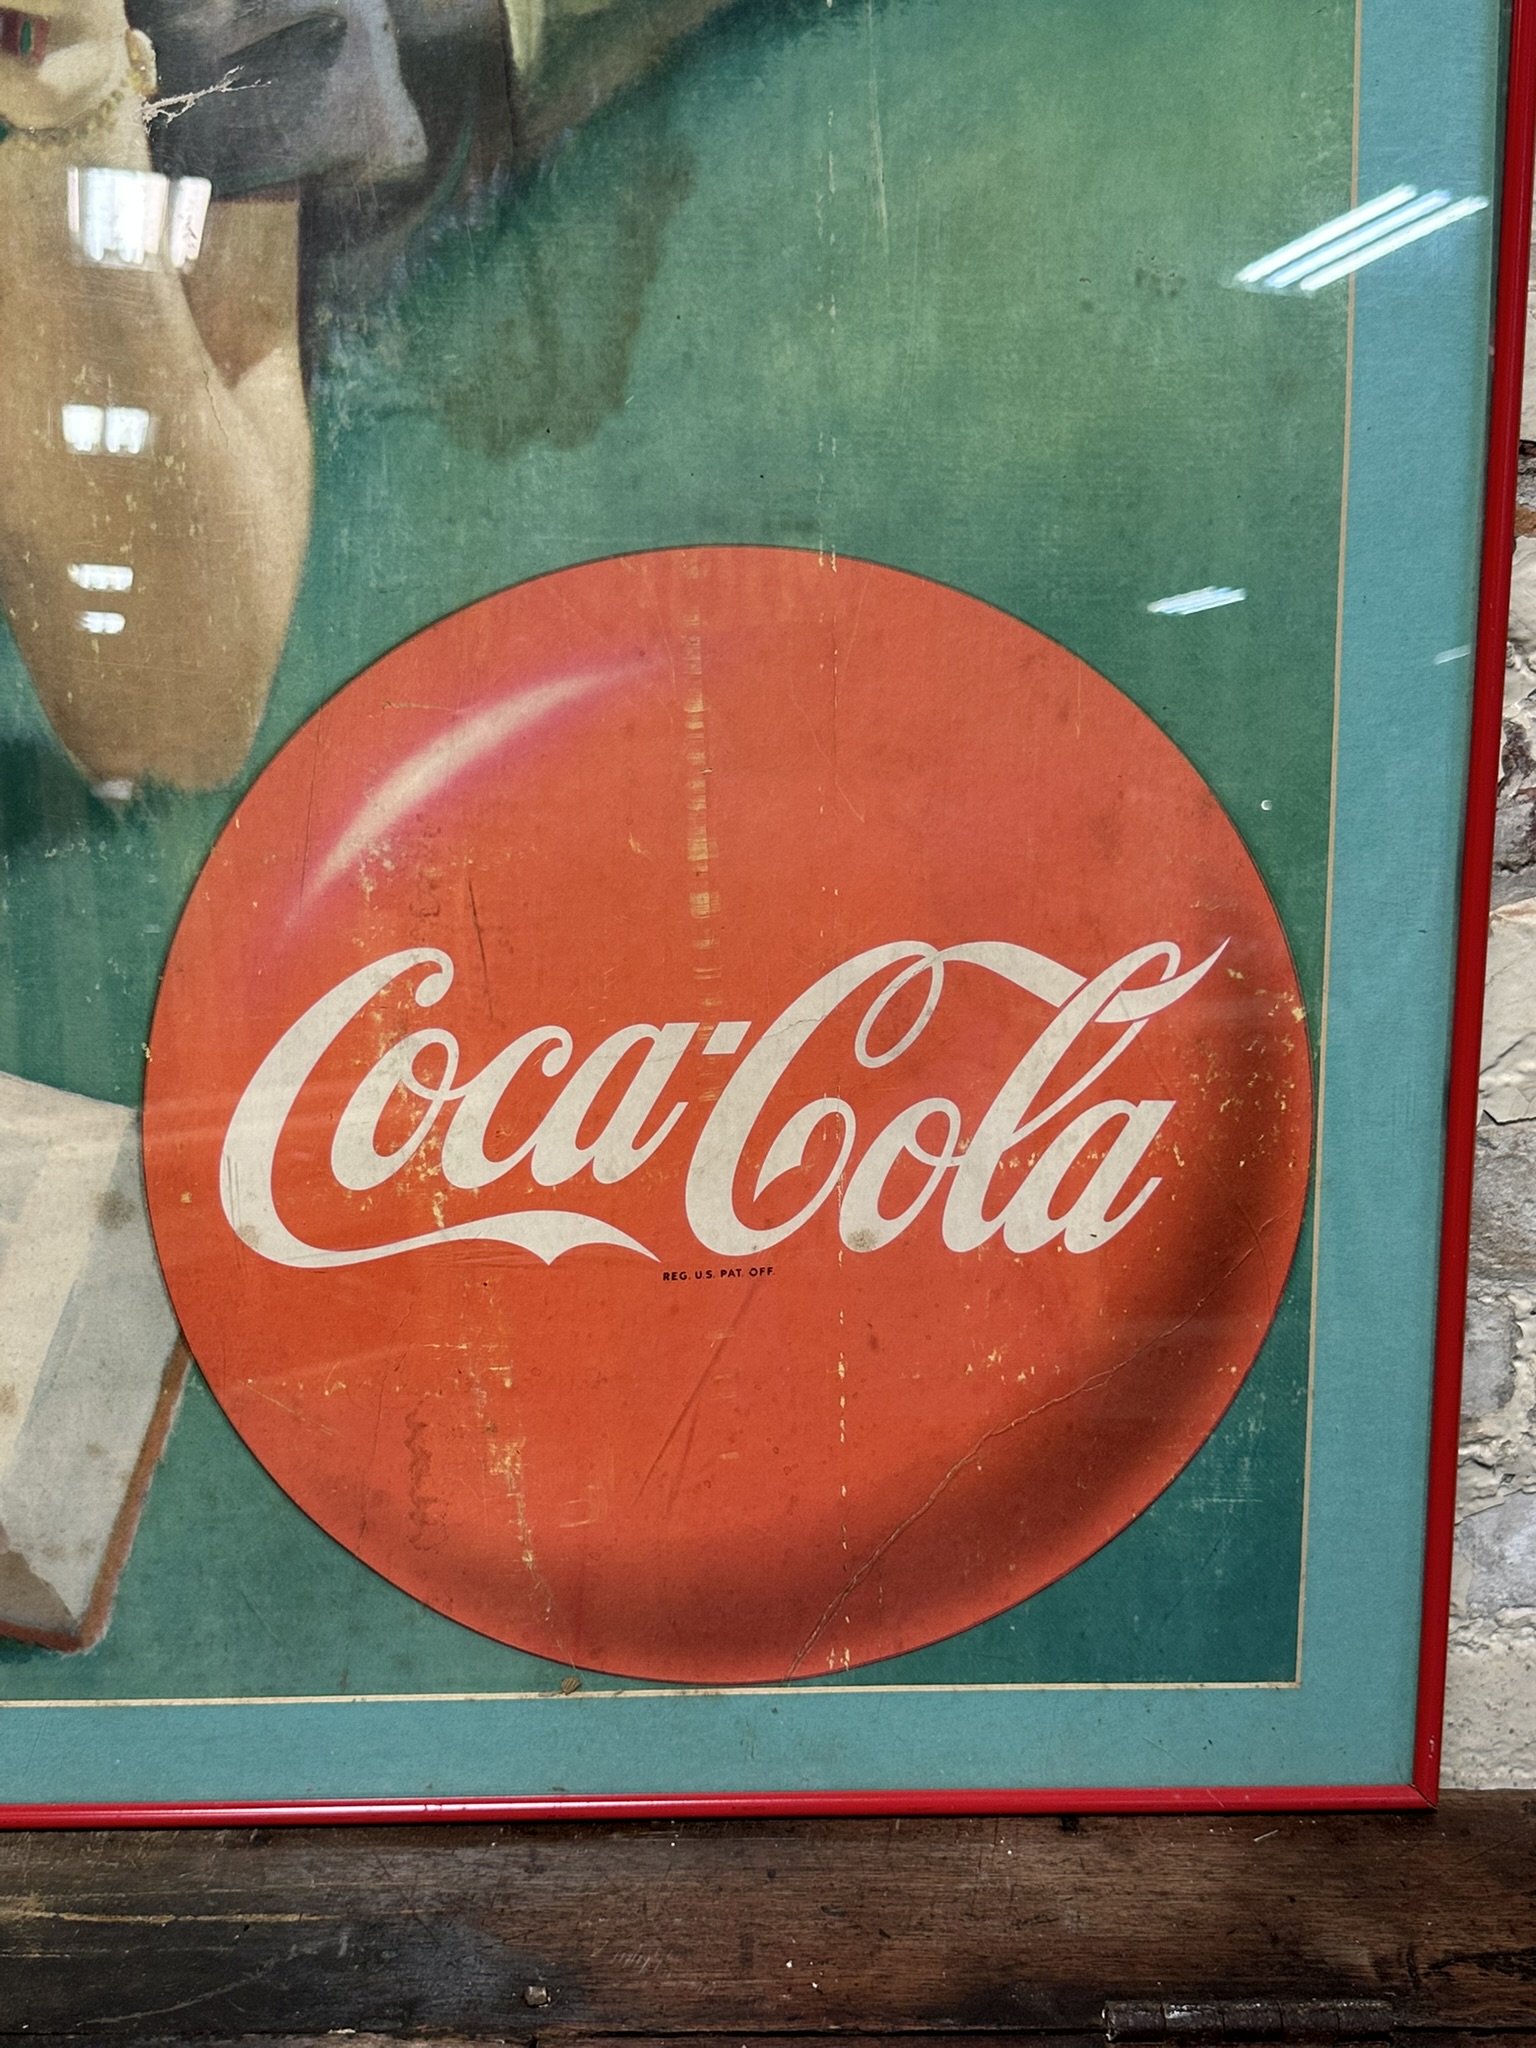 Coca-Cola
REG. U.S. PAT. OFF.